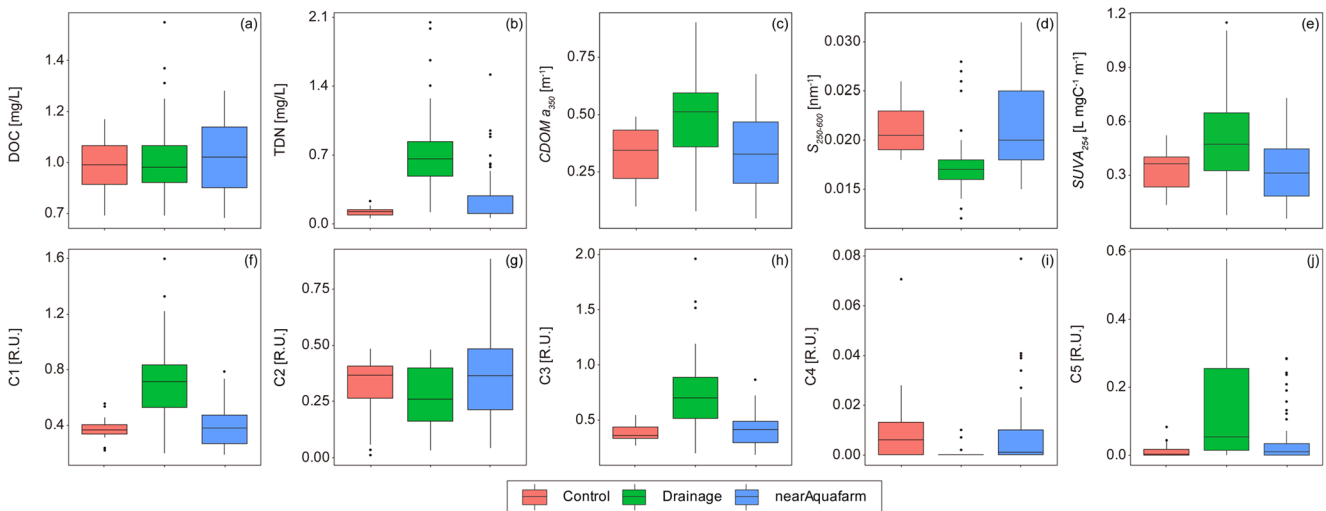 (a)
DOC [mg/L]
1.4
1.2
1.0
0.7
(b)
TDN [mg/L]
2.1
1.4
0.7
0.0
(c)
CDOM a350 [m-1]
0.75
0.50
0.25
(d)
S250-600 [nm-1]
0.030
0.025
0.020
0.015
(e)
SUVA254 [L mgC-1 m-1]
1.2
0.9
0.6
0.3
(f)
C1 [R.U.]
1.6
1.2
0.8
0.4
(g)
C2 [R.U.]
0.75
0.50
0.25
0.00
(h)
C3 [R.U.]
2.0
1.5
1.0
0.5
(i)
C4 [R.U.]
0.08
0.06
0.04
0.02
0.00
(j)
C5 [R.U.]
0.6
0.4
0.2
0.0
Control Drainage nearAquafarm